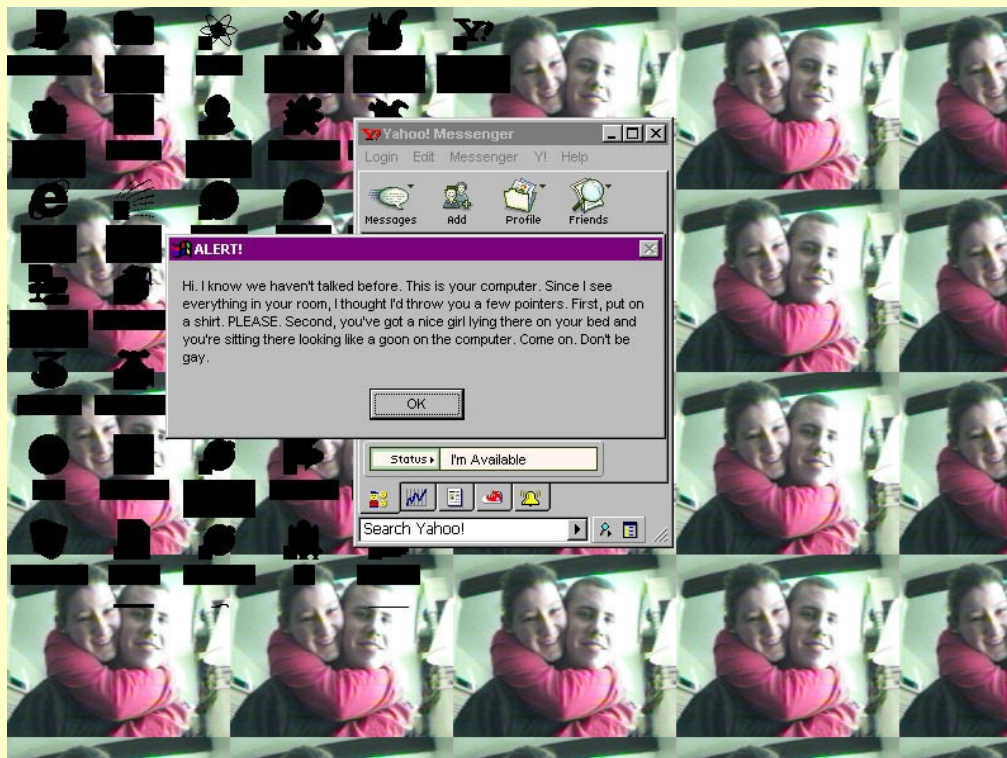 Yahoo! Messenger
Login Edit Messenger Y! Help
Messages Add Profile Friends
ALERT!
Hi. I know we haven't talked before. This is your computer. Since I see
everything in your room, I thought I'd throw you a few pointers. First, put on
a shirt. PLEASE. Second, you've got a nice girl lying there on your bed and
you're sitting there looking like a goon on the computer. Come on. Don't be
gay.
OK
Status I'm Available
Search Yahoo!